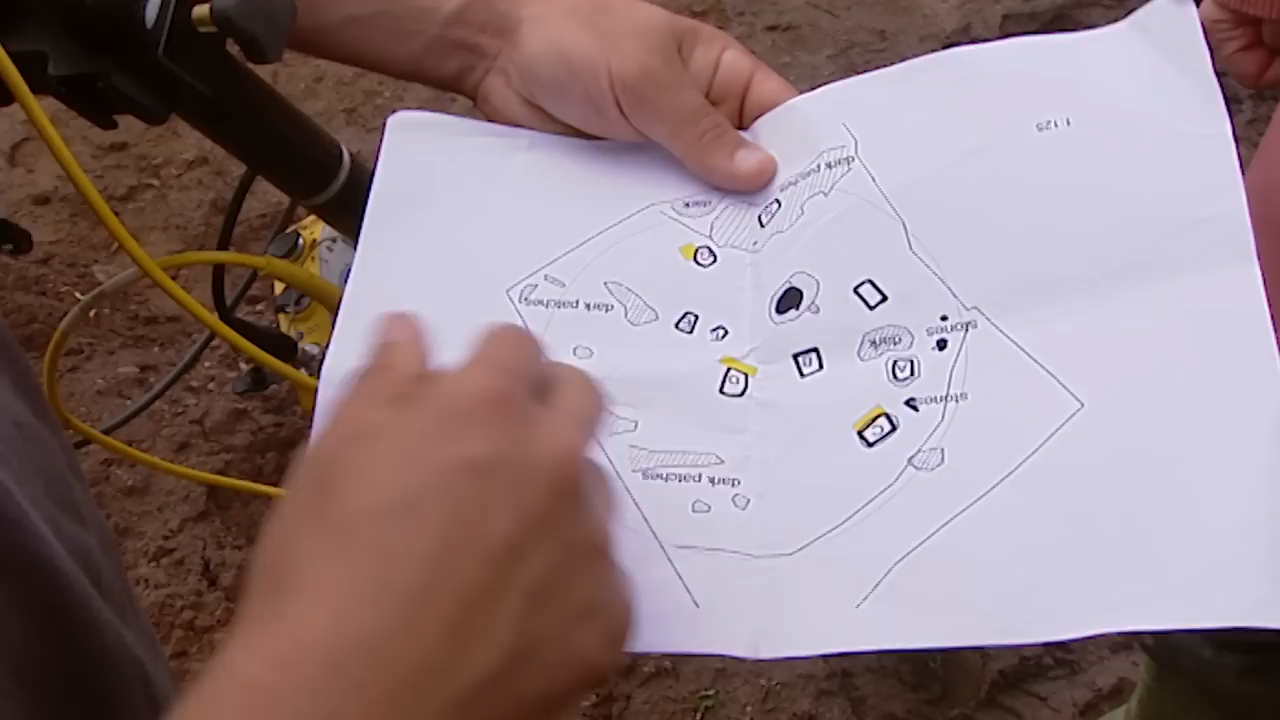 1:125
dark patches
dark
dark patches
stones
dark
A
stones
C
dark patches